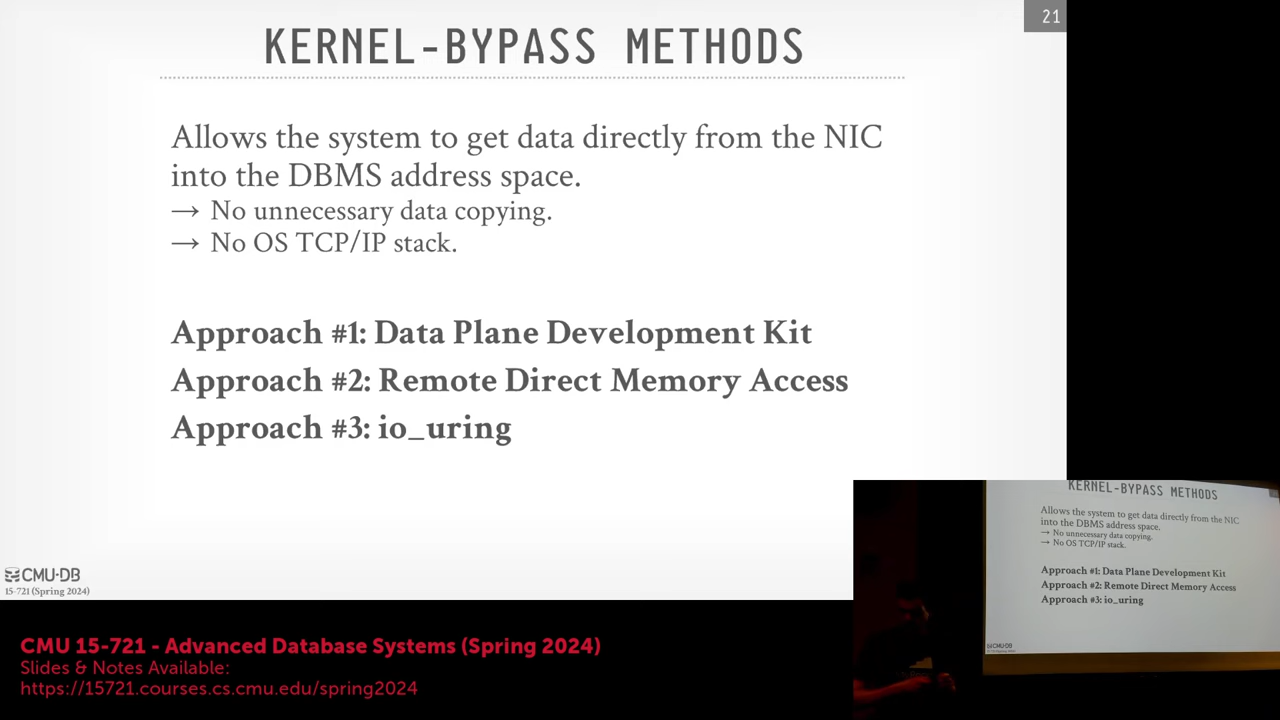 21
KERNEL-BYPASS METHODS
Allows the system to get data directly from the NIC
into the DBMS address space.
→ No unnecessary data copying.
→ No OS TCP/IP stack.
Approach #1: Data Plane Development Kit
Approach #2: Remote Direct Memory Access
Approach #3: io_uring
CMU·DB
15-721 (Spring 2024)
KERNEL-BYPASS METHODS
Allows the system to get data directly from the NIC
into the DBMS address space.
→ No unnecessary data copying.
→ No OS TCP/IP stack.
Approach #1: Data Plane Development Kit
Approach #2: Remote Direct Memory Access
Approach #3: io_uring
CMU·DB
CMU 15-721 - Advanced Database Systems (Spring 2024)
Slides & Notes Available:
https://15721.courses.cs.cmu.edu/spring2024